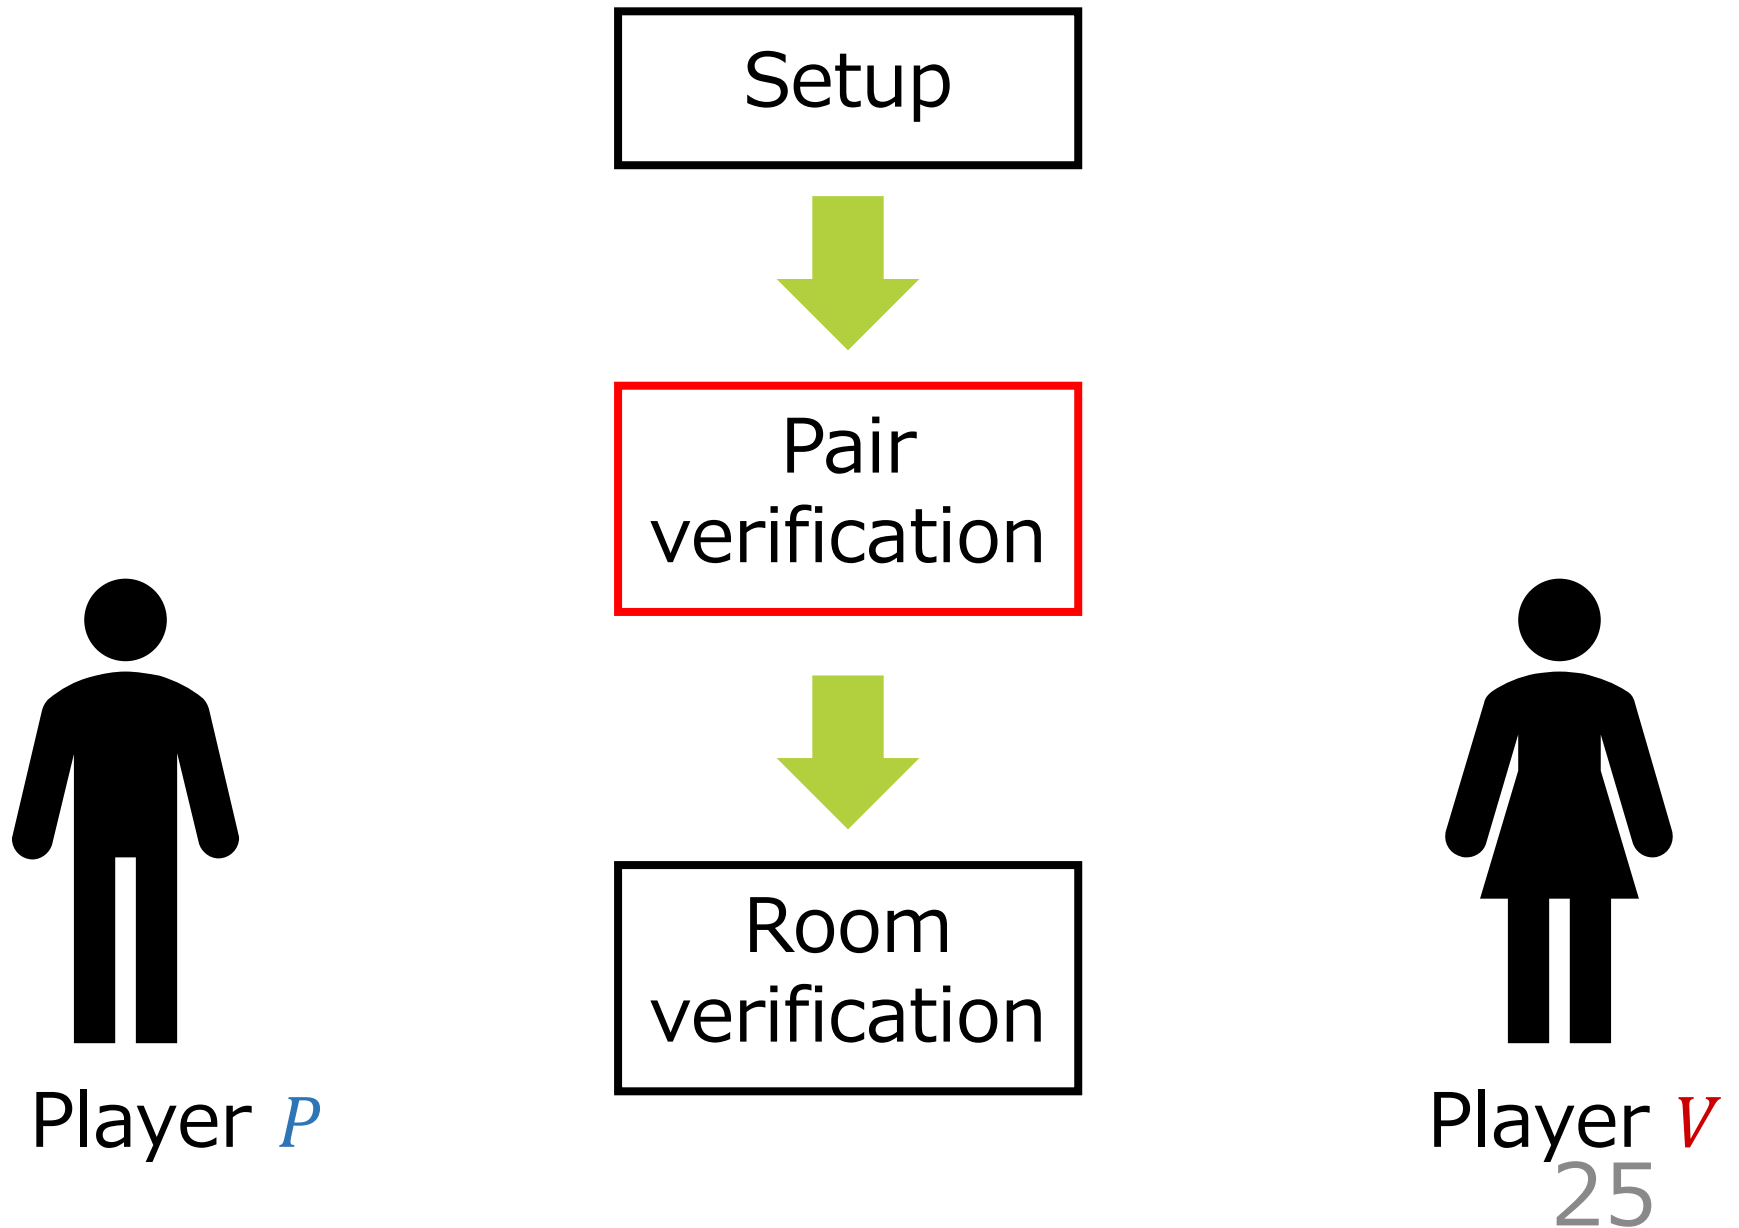 Setup
Pair
verification
Room
verification
Player P
Player V
25